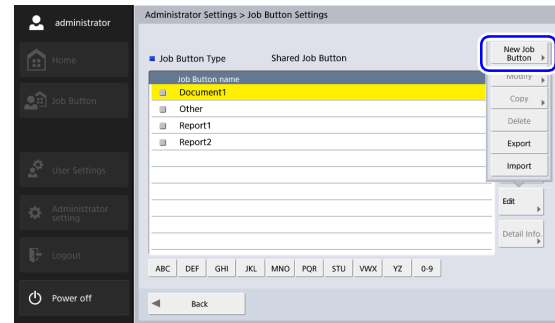 administrator
Home
Job Button
User Settings
Administrator
setting
Logout
Power off
Administrator Settings > Job Button Settings
Job Button Type Shared Job Button
Job Button name
Document1
Other
Report1
Report2
New Job
Button
Modify
Copy
Delete
Export
Import
Edit
Detail Info.
ABC DEF GHI JKL MNO PQR STU VWX YZ 0-9
Back